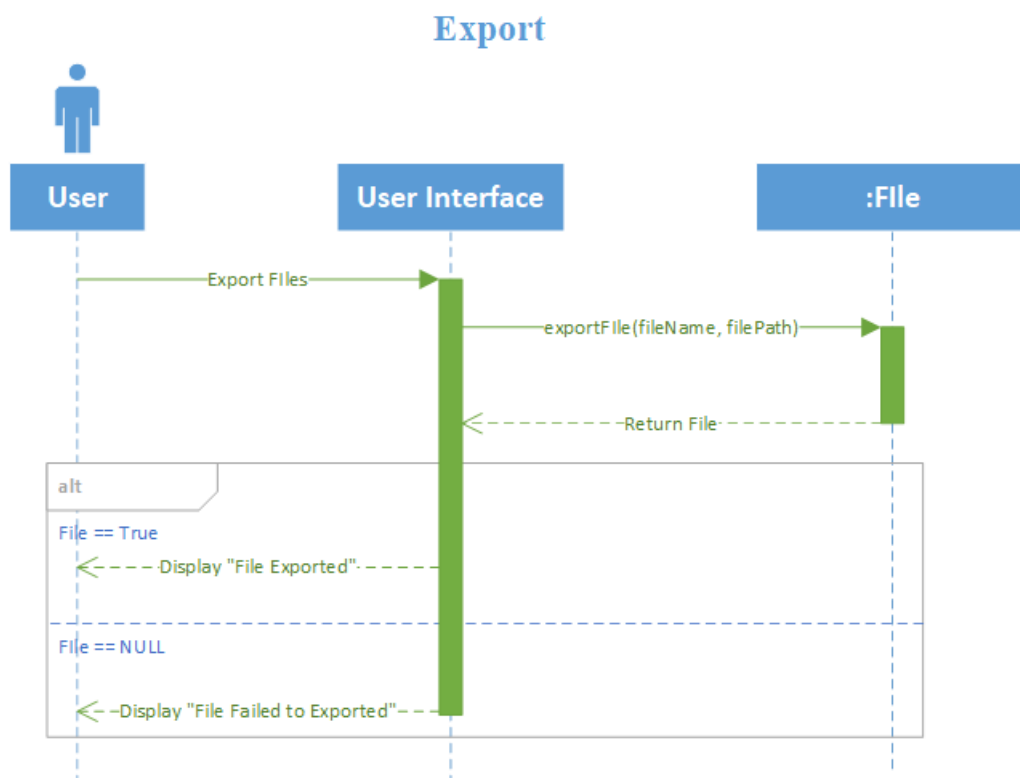 Export
User
User Interface
:FIle
Export FIles
exportFIle(fileName, filePath)
Return File
alt
File == True
Display "File Exported"
FIle == NULL
Display "File Failed to Exported"